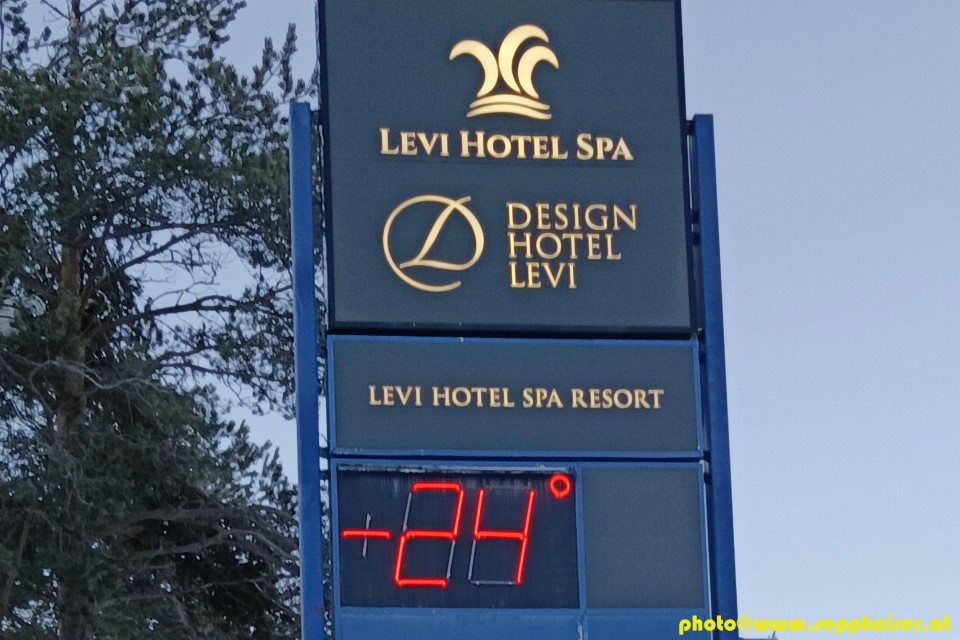 LEVI HOTEL SPA
DESIGN
HOTEL
LEVI
LEVI HOTEL SPA RESORT
-24°
photo@www.seppkaiser.at